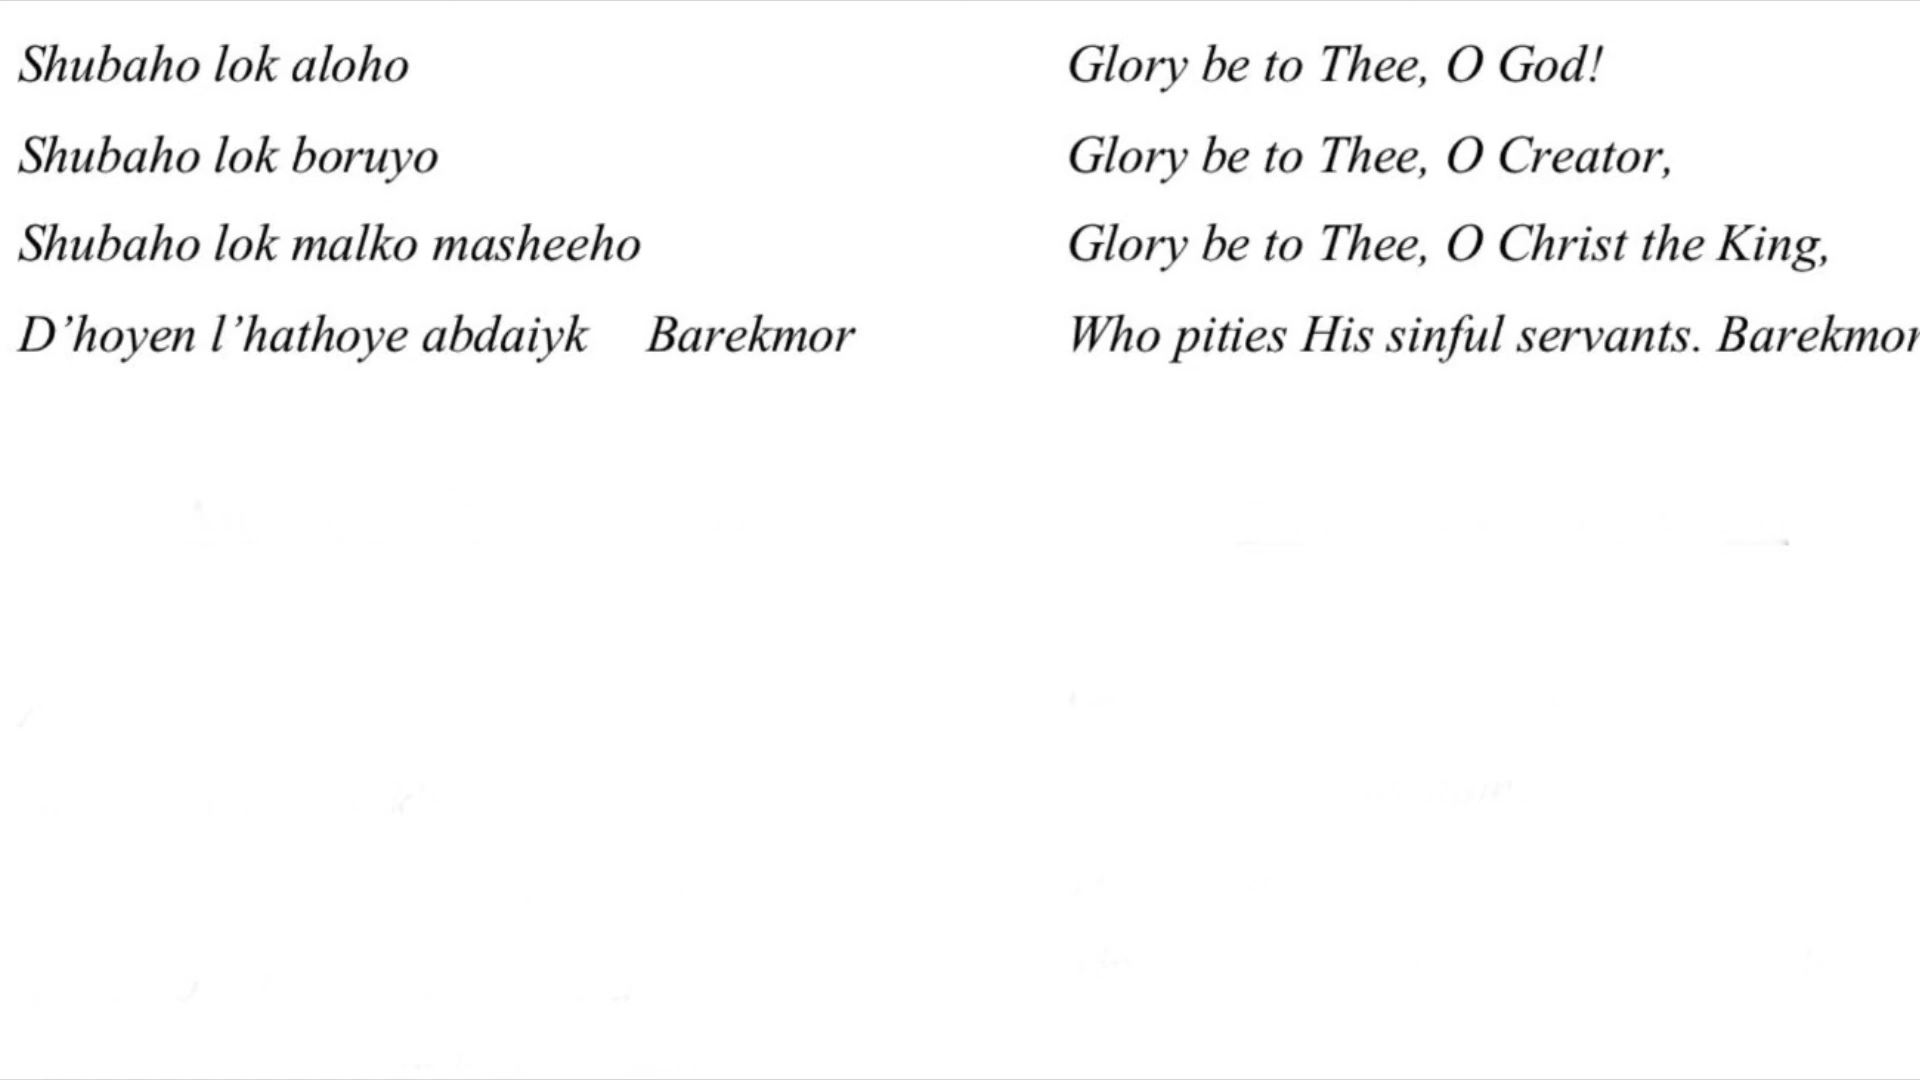 Shubaho lok aloho
Shubaho lok boruyo
Shubaho lok malko masheeho
D’hoyen l’hathoye abdaiyk Barekmor
Glory be to Thee, O God!
Glory be to Thee, O Creator,
Glory be to Thee, O Christ the King,
Who pities His sinful servants. Barekmor